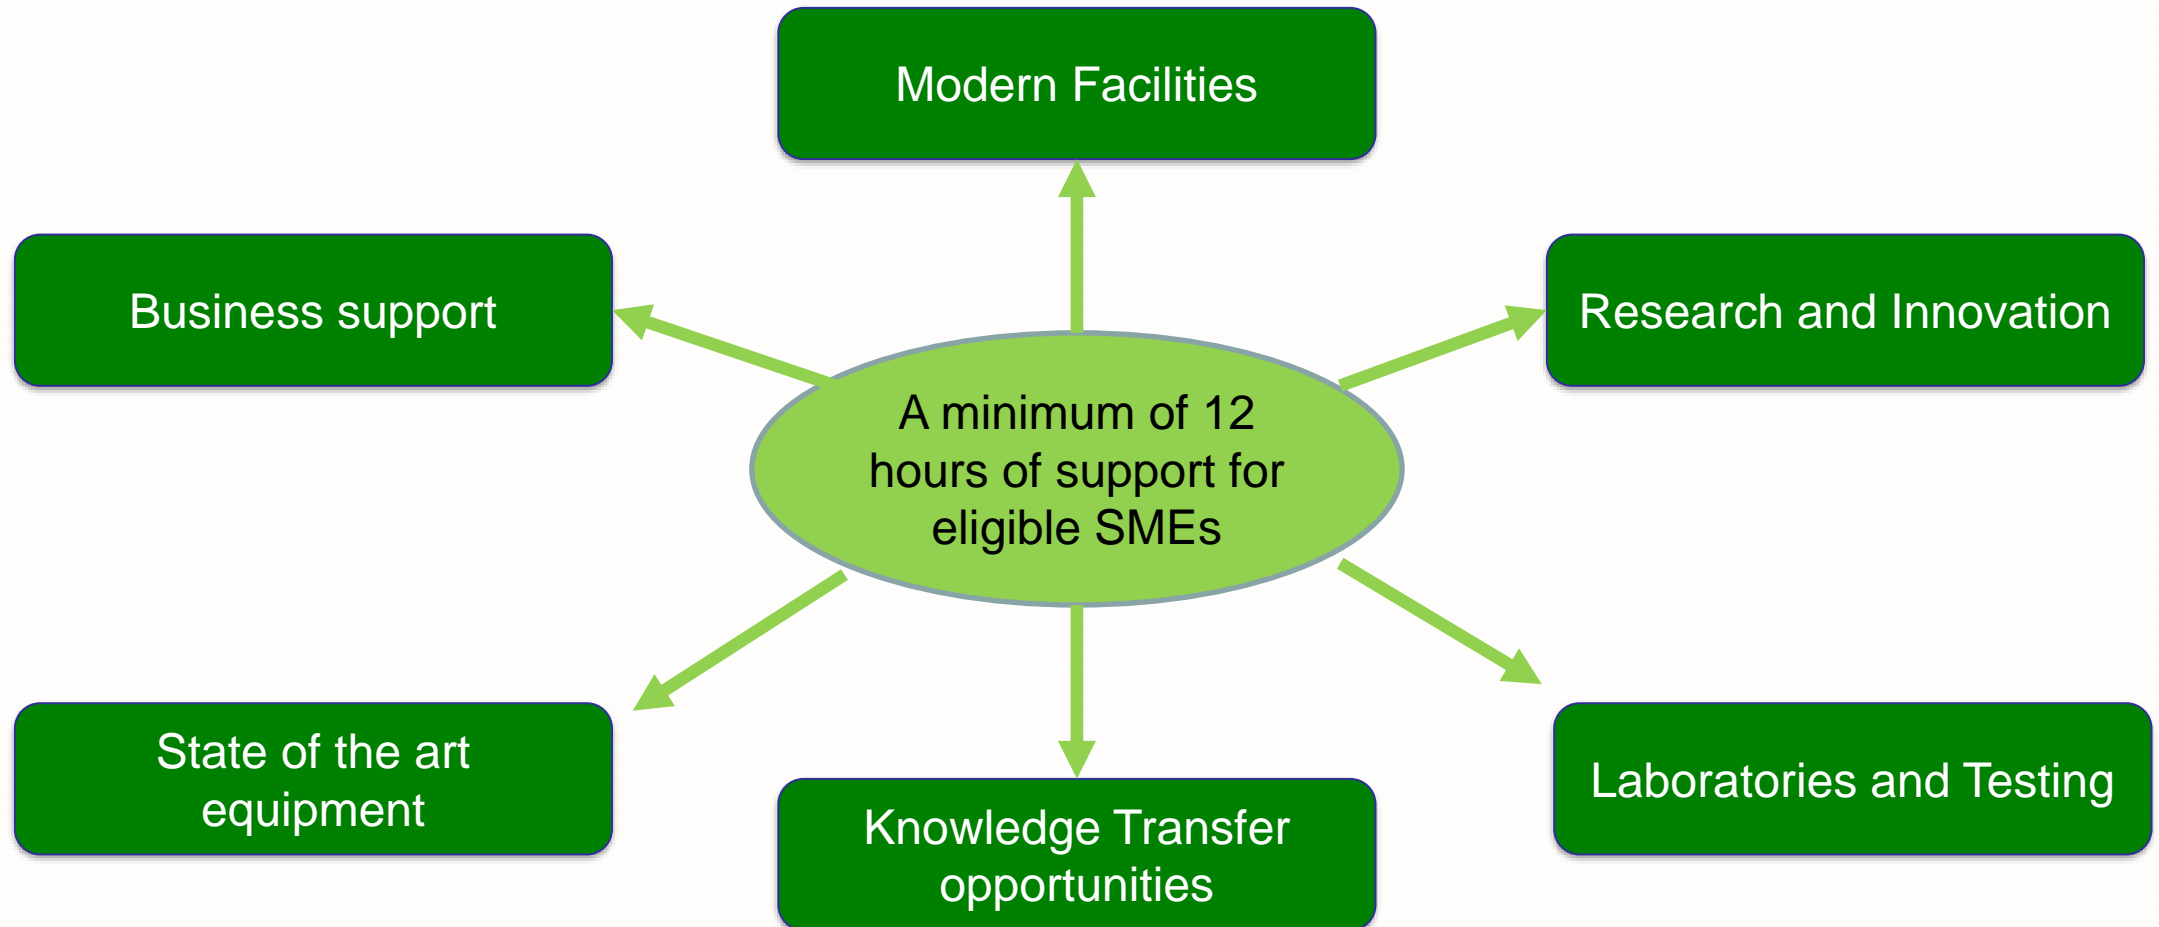 Modern Facilities
Business support
Research and Innovation
A minimum of 12
hours of support for
eligible SMEs
State of the art
equipment
Knowledge Transfer
opportunities
Laboratories and Testing